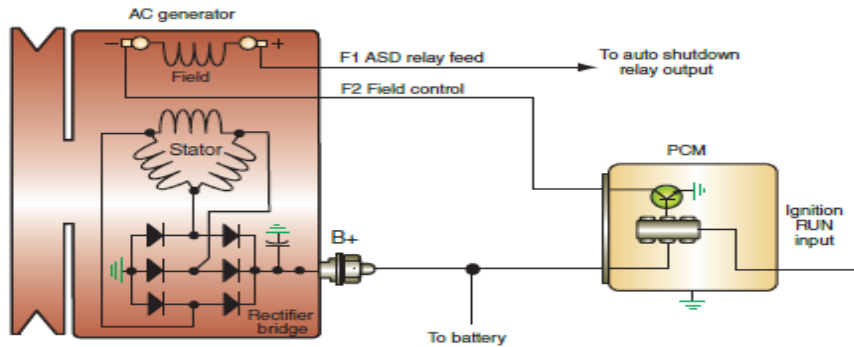 AC generator
− +
Field
F1 ASD relay feed
To auto shutdown
relay output
F2 Field control
Stator
PCM
Ignition
RUN
input
B+
Rectifier
bridge
To battery